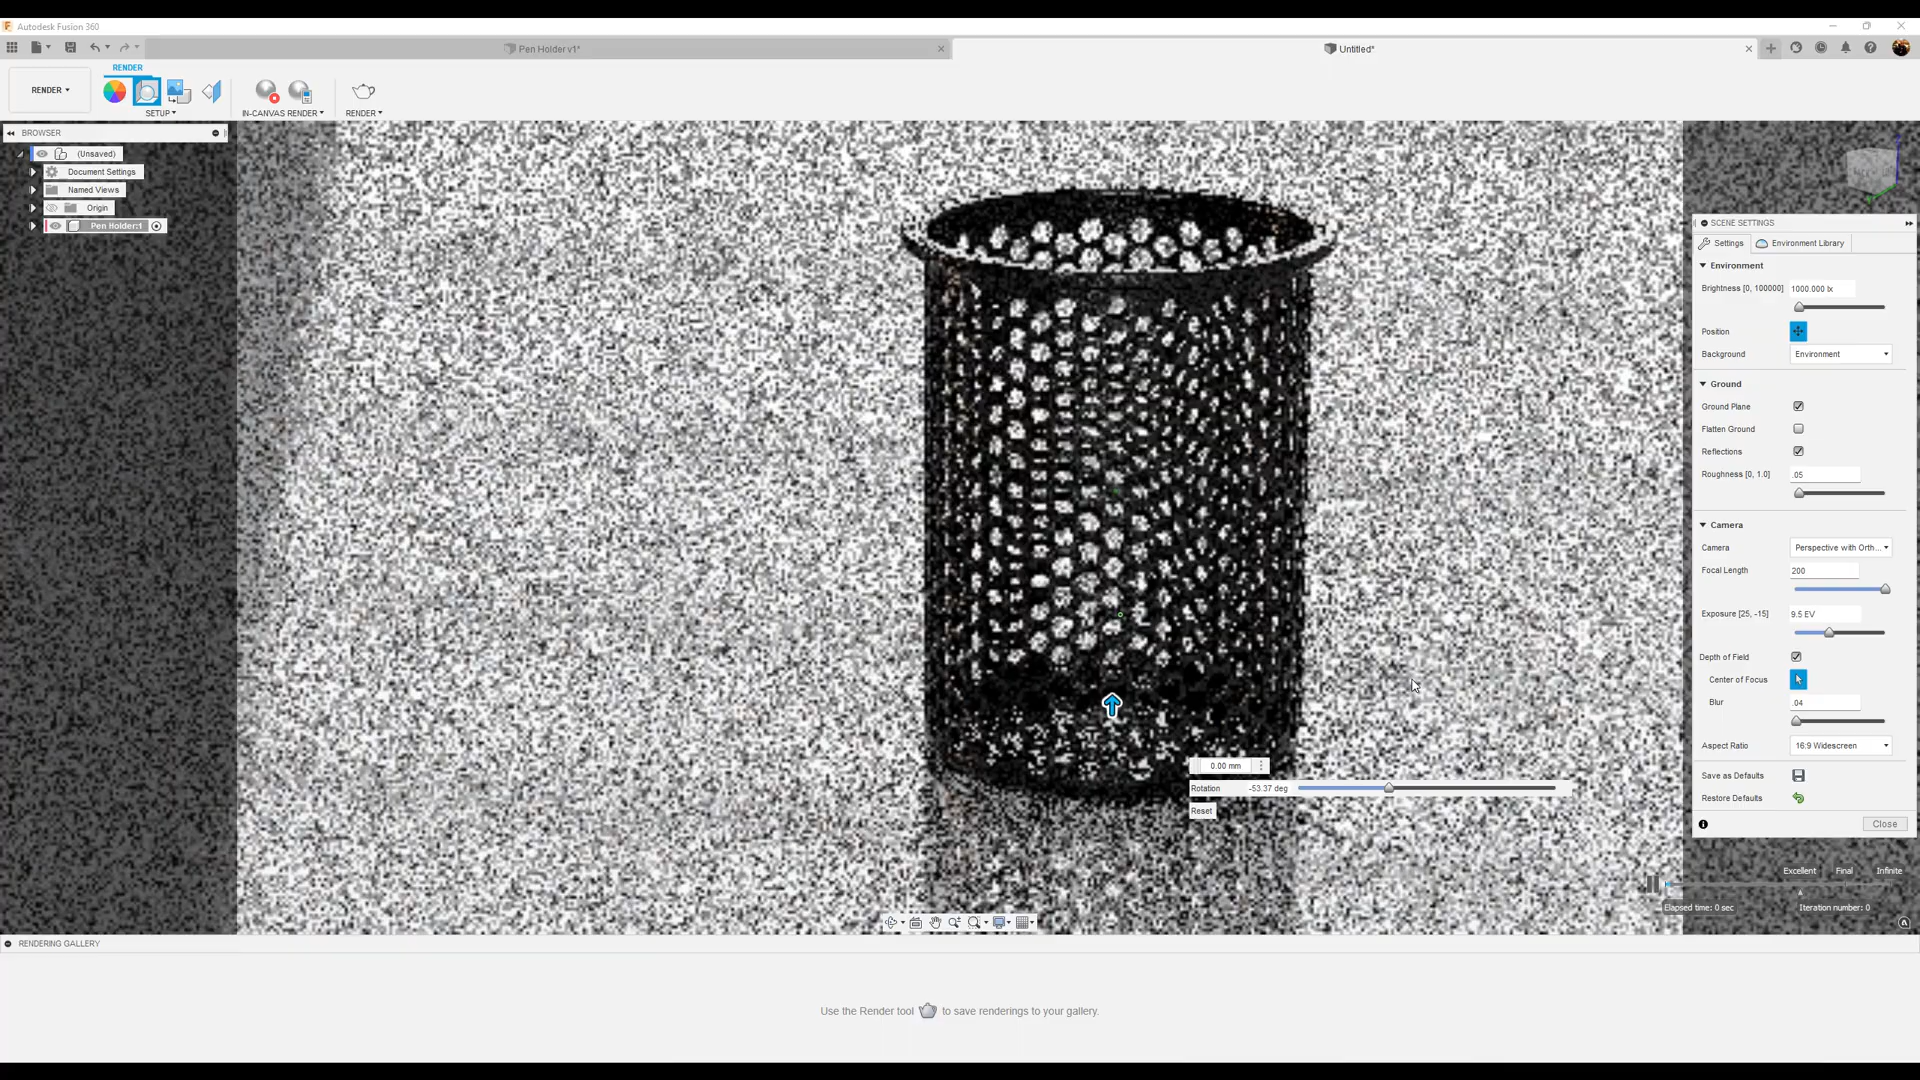 Autodesk Fusion 360
Pen Holder v1*
Untitled*
RENDER
RENDER
SETUP
IN-CANVAS RENDER
RENDER
BROWSER
(Unsaved)
Document Settings
Named Views
Origin
Pen Holder:1
SCENE SETTINGS
Settings
Environment Library
Environment
Brightness [0, 100000]
1000.000 lx
Position
Background
Environment
Ground
Ground Plane
Flatten Ground
Reflections
Roughness [0, 1.0]
.05
Camera
Camera
Perspective with Orth...
Focal Length
200
Exposure [25, -15]
9.5 EV
Depth of Field
Center of Focus
Blur
.04
Aspect Ratio
16:9 Widescreen
Save as Defaults
Restore Defaults
Close
0.00 mm
Rotation
-53.37 deg
Reset
Excellent
Final
Infinite
Elapsed time: 0 sec
Iteration number: 0
RENDERING GALLERY
Use the Render tool to save renderings to your gallery.